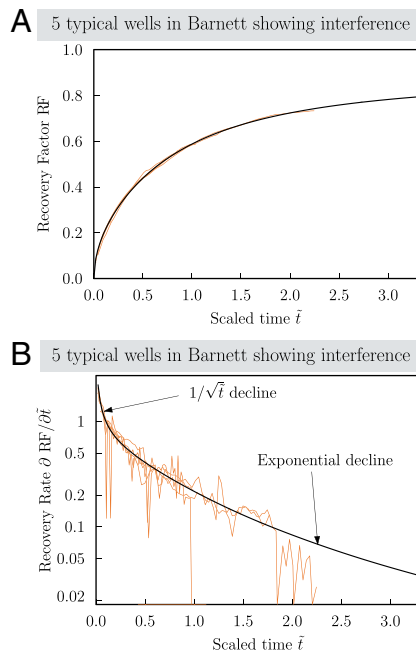 A
5 typical wells in Barnett showing interference
Recovery Factor RF
1.0
0.8
0.6
0.4
0.2
0.0
0.0 0.5 1.0 1.5 2.0 2.5 3.0
Scaled time t̃
B
5 typical wells in Barnett showing interference
Recovery Rate ∂ RF/∂t̃
1/√t̃ decline
Exponential decline
1
0.5
0.2
0.1
0.05
0.02
0.0 0.5 1.0 1.5 2.0 2.5 3.0
Scaled time t̃